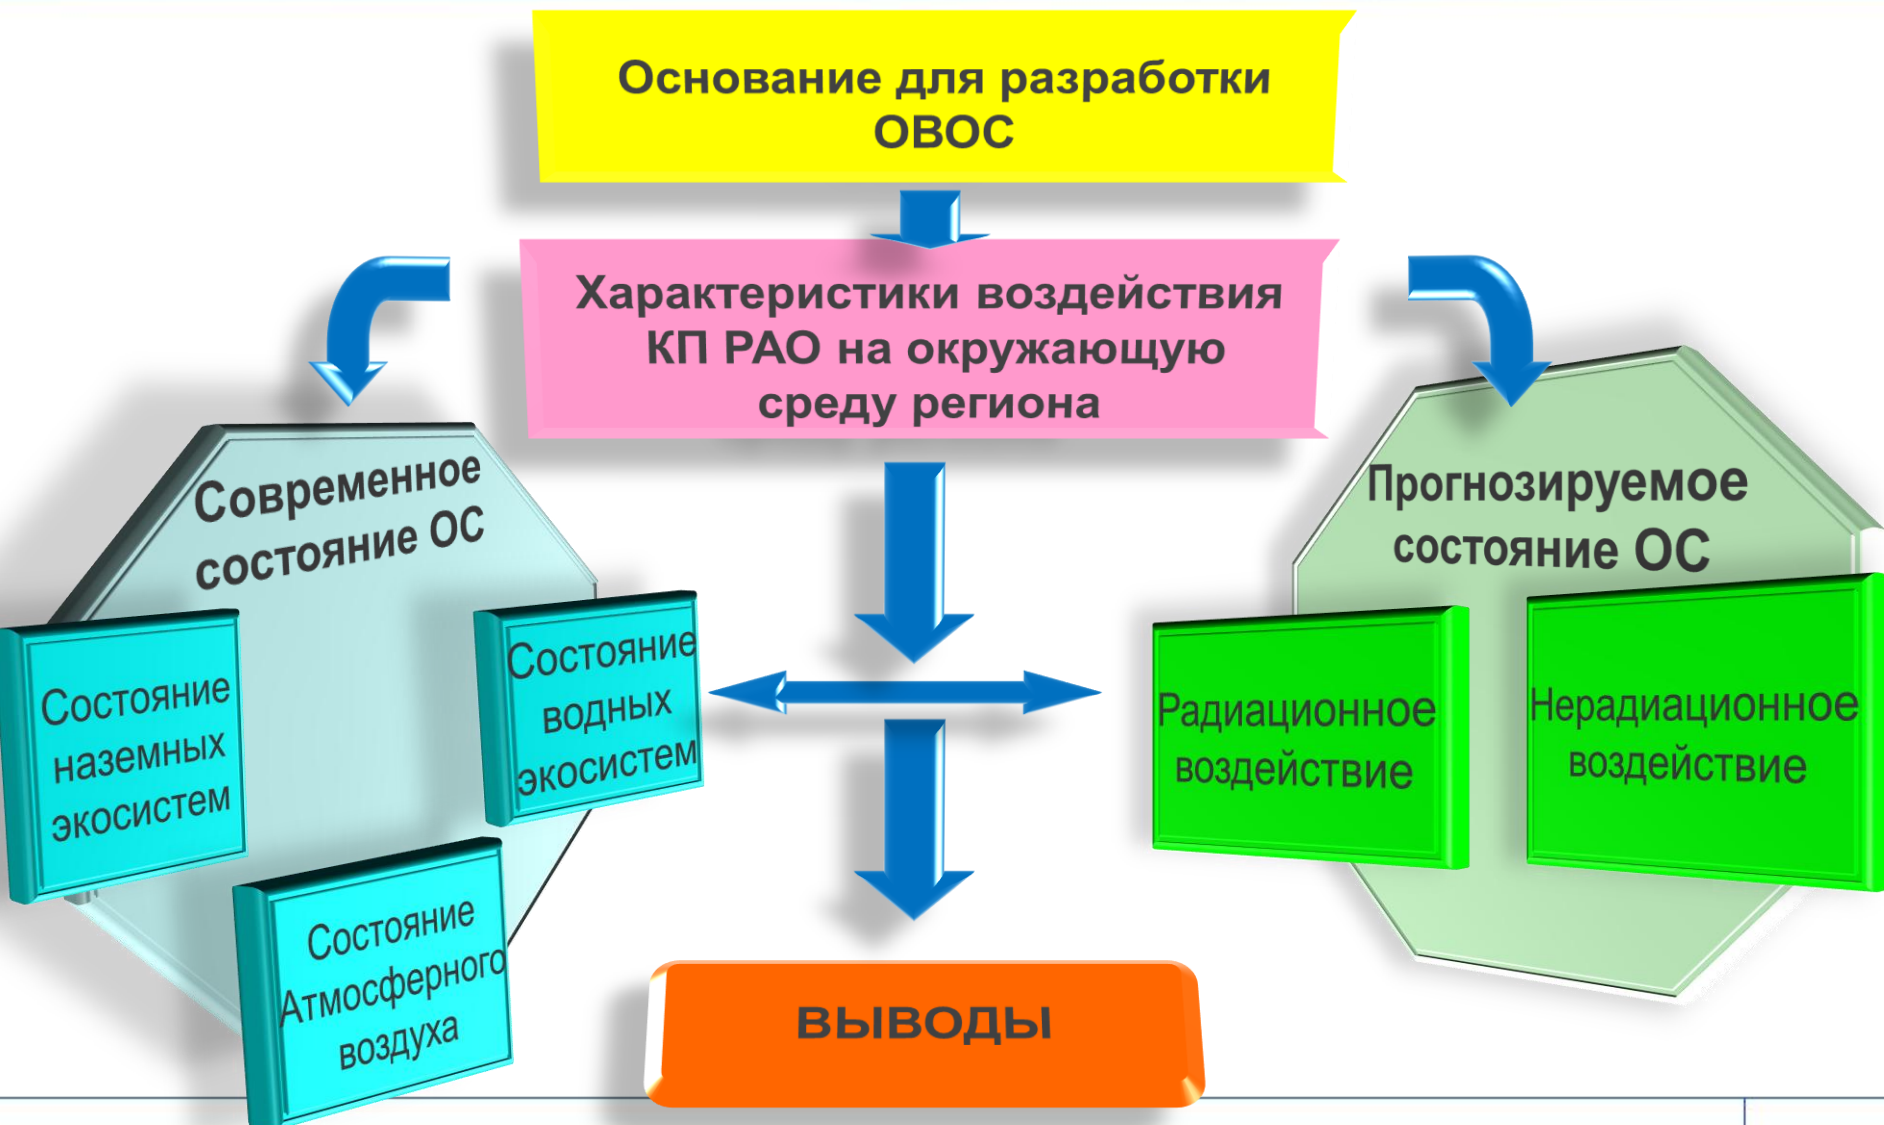 Основание для разработки
ОВОС
Характеристики воздействия
КП РАО на окружающую
среду региона
Современное
состояние ОС
Состояние
наземных
экосистем
Состояние
водных
экосистем
Состояние
Атмосферного
воздуха
Прогнозируемое
состояние ОС
Радиационное
воздействие
Нерадиационное
воздействие
ВЫВОДЫ